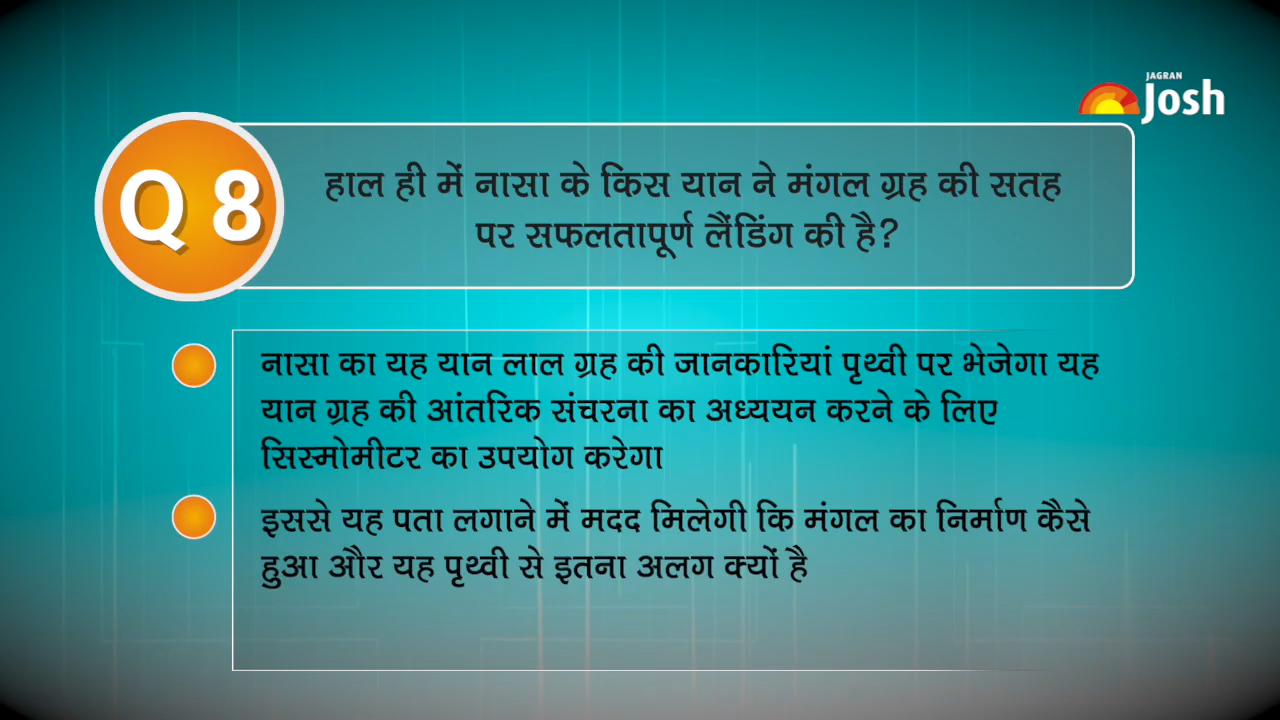 JAGRAN
Josh
Q 8
हाल ही में नासा के किस यान ने मंगल ग्रह की सतह
पर सफलतापूर्ण लैंडिंग की है?
नासा का यह यान लाल ग्रह की जानकारियां पृथ्वी पर भेजेगा यह
यान ग्रह की आंतरिक संचरना का अध्ययन करने के लिए
सिस्मोमीटर का उपयोग करेगा
इससे यह पता लगाने में मदद मिलेगी कि मंगल का निर्माण कैसे
हुआ और यह पृथ्वी से इतना अलग क्यों है